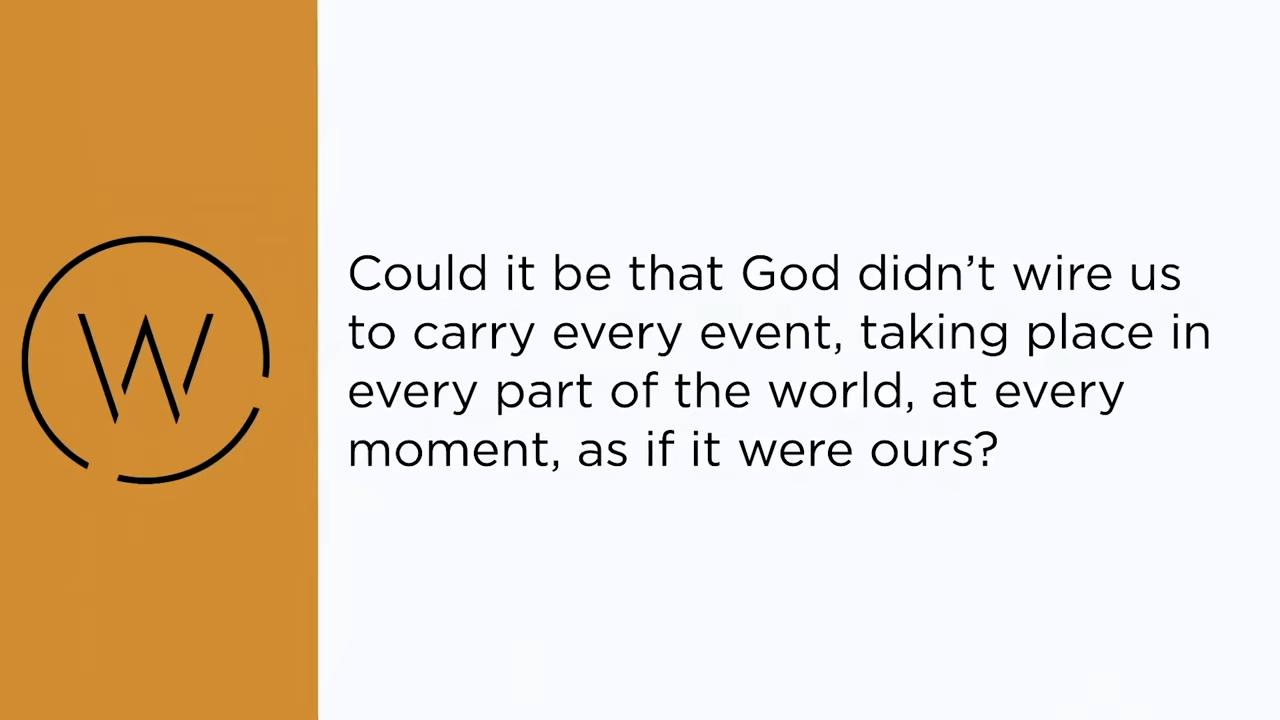 W
Could it be that God didn’t wire us
to carry every event, taking place in
every part of the world, at every
moment, as if it were ours?